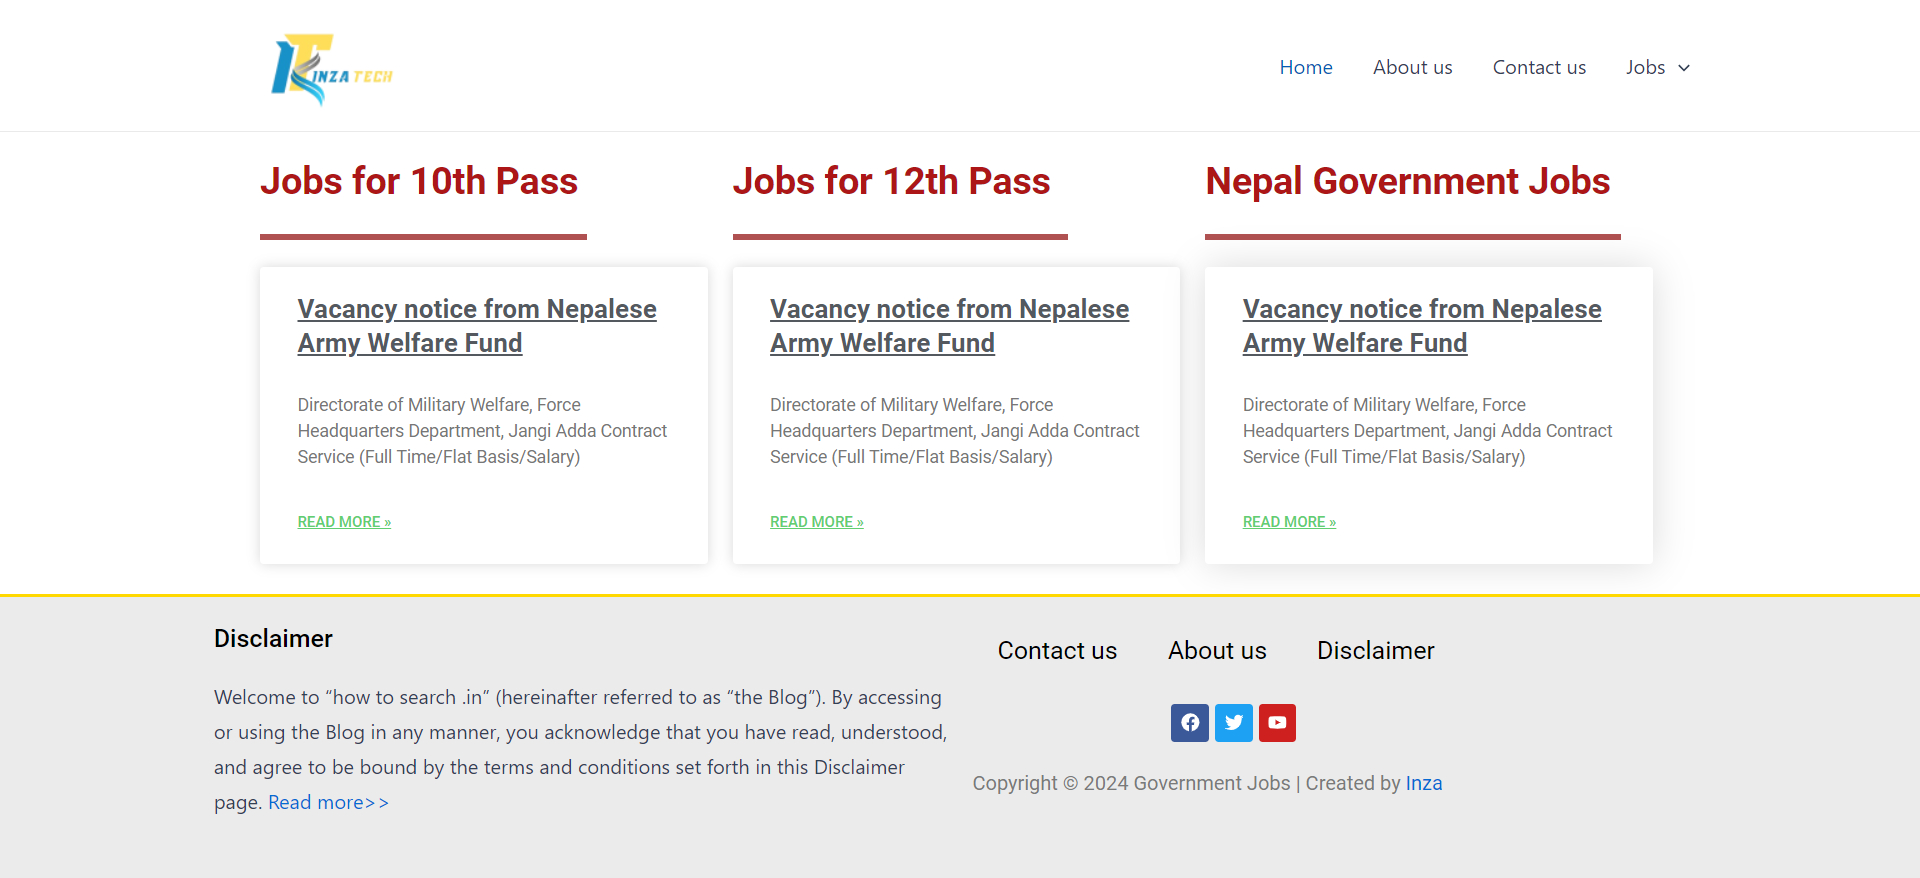 INZA TECH
Home About us Contact us Jobs
Jobs for 10th Pass
Vacancy notice from Nepalese
Army Welfare Fund
Directorate of Military Welfare, Force
Headquarters Department, Jangi Adda Contract
Service (Full Time/Flat Basis/Salary)
READ MORE »
Jobs for 12th Pass
Vacancy notice from Nepalese
Army Welfare Fund
Directorate of Military Welfare, Force
Headquarters Department, Jangi Adda Contract
Service (Full Time/Flat Basis/Salary)
READ MORE »
Nepal Government Jobs
Vacancy notice from Nepalese
Army Welfare Fund
Directorate of Military Welfare, Force
Headquarters Department, Jangi Adda Contract
Service (Full Time/Flat Basis/Salary)
READ MORE »
Disclaimer
Welcome to “how to search .in” (hereinafter referred to as “the Blog”). By accessing
or using the Blog in any manner, you acknowledge that you have read, understood,
and agree to be bound by the terms and conditions set forth in this Disclaimer
page. Read more>>
Contact us About us Disclaimer
Copyright © 2024 Government Jobs | Created by Inza